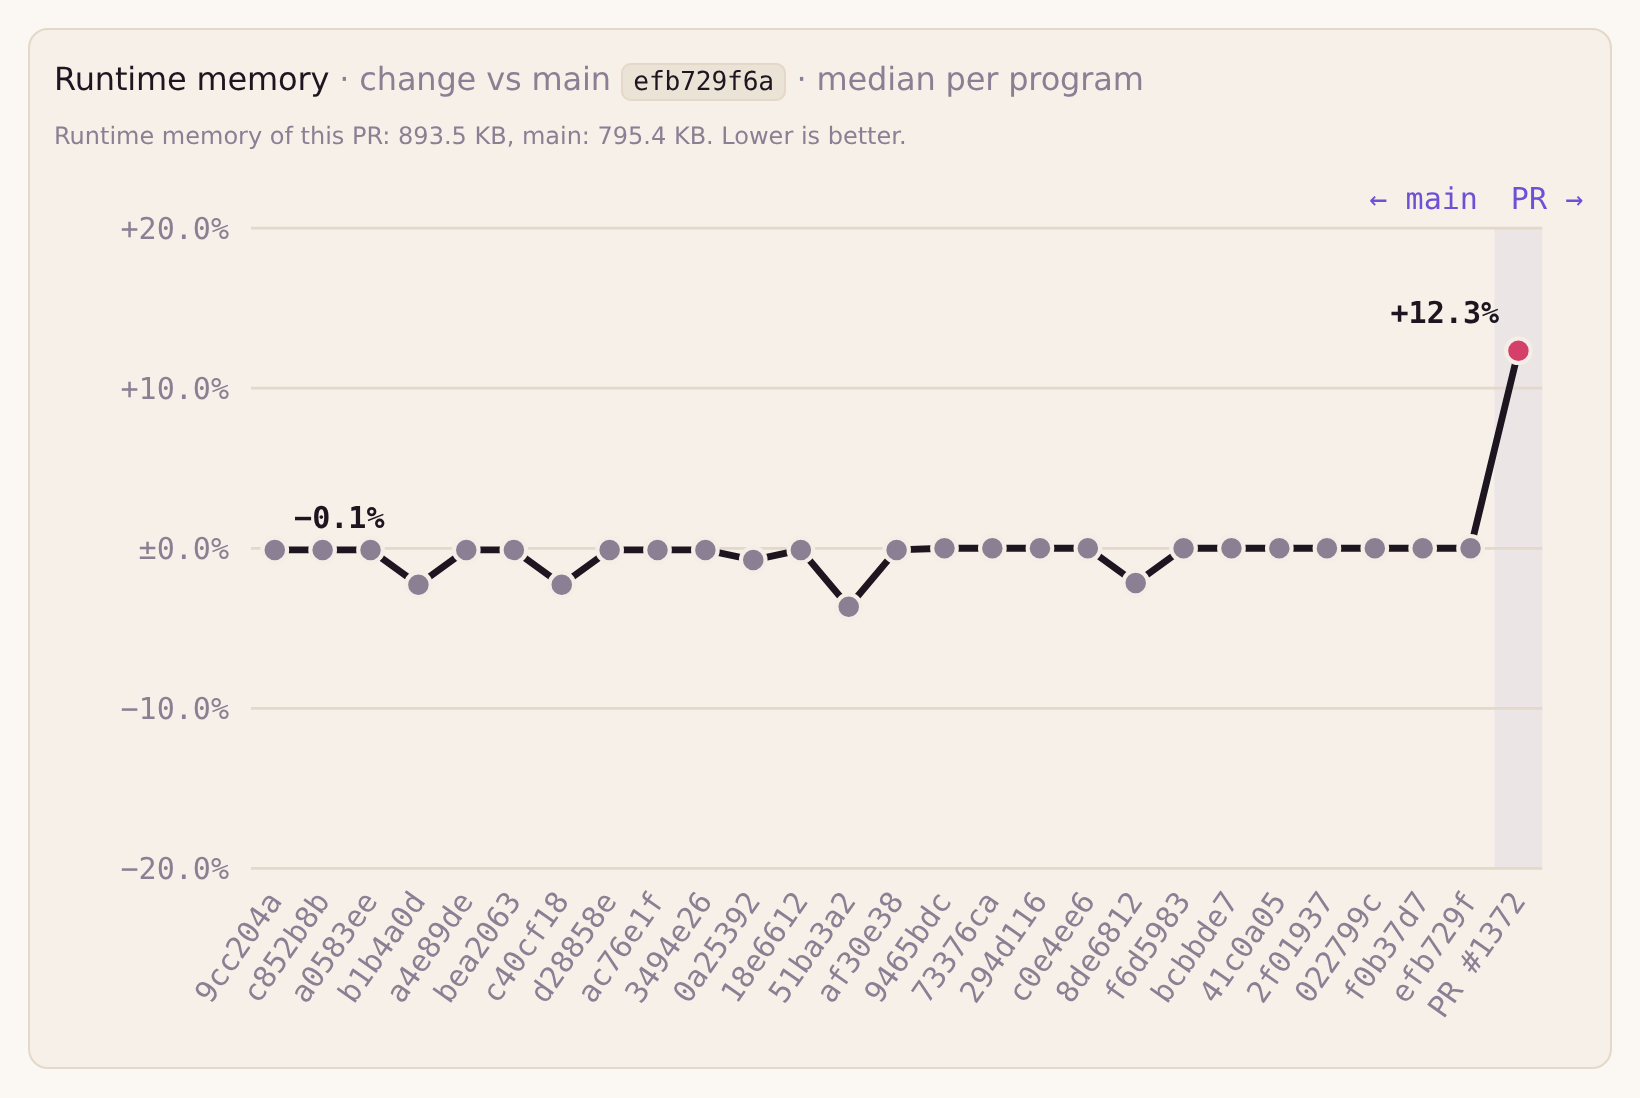 Runtime memory · change vs main efb729f6a · median per program
Runtime memory of this PR: 893.5 KB, main: 795.4 KB. Lower is better.
← main PR →
+20.0%
+12.3%
+10.0%
−0.1%
±0.0%
−10.0%
−20.0%
9cc204a
c852b8b
a0583ee
b1b4a0d
a4e89de
bea2063
c40cf18
d28858e
ac76e1f
3494e26
0a25392
18e6612
51ba3a2
af30e38
9465bdc
73376ca
294d116
c0e4ee6
8de6812
f6d5983
bcbbde7
41c0a05
2f01937
022799c
f0b37d7
efb729f
PR #1372